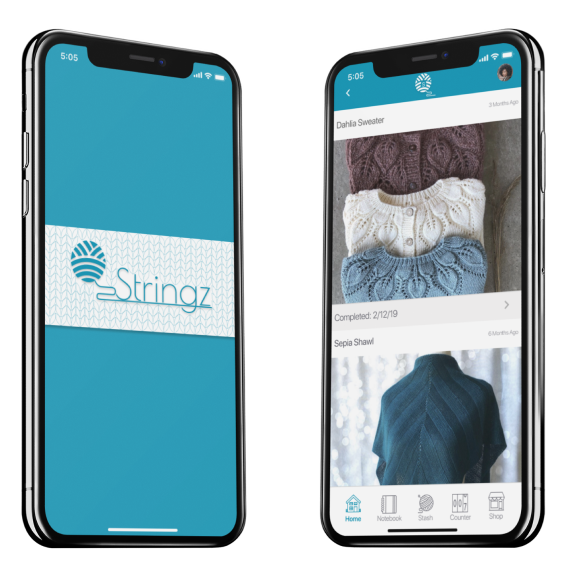 5:05
Stringz
5:05
3 Months Ago
Dahlia Sweater
Completed: 2/12/19
6 Months Ago
Sepia Shawl
Home
Notebook
Stash
Counter
Shop